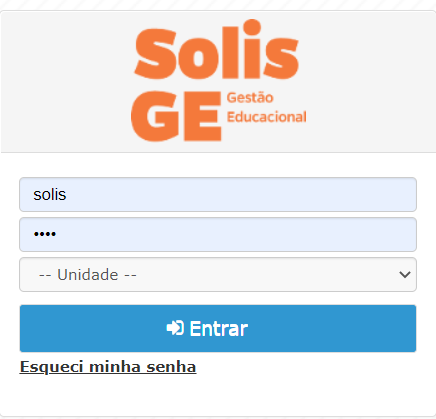 Solis
GE Gestão
Educacional
solis
••••
-- Unidade --
Entrar
Esqueci minha senha